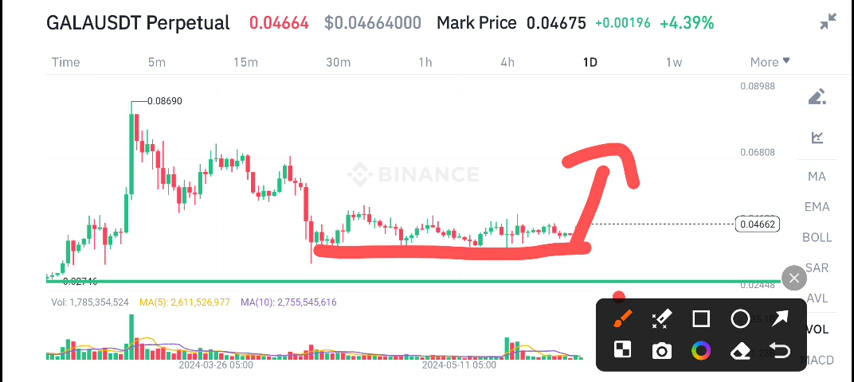 GALAUSDT Perpetual 0.04664 $0.04664000 Mark Price 0.04675 +0.00196 +4.39%
Time 5m 15m 30m 1h 4h 1D 1w More
0.08988
0.08690
0.06808
BINANCE
MA
EMA
0.04662
BOLL
SAR
0.02716
0.02448
AVL
Vol: 1,785,354,524 MA(5): 2,611,526,977 MA(10): 2,755,545,616
VOL
MACD
2024-03-26 05:00 2024-05-11 05:00